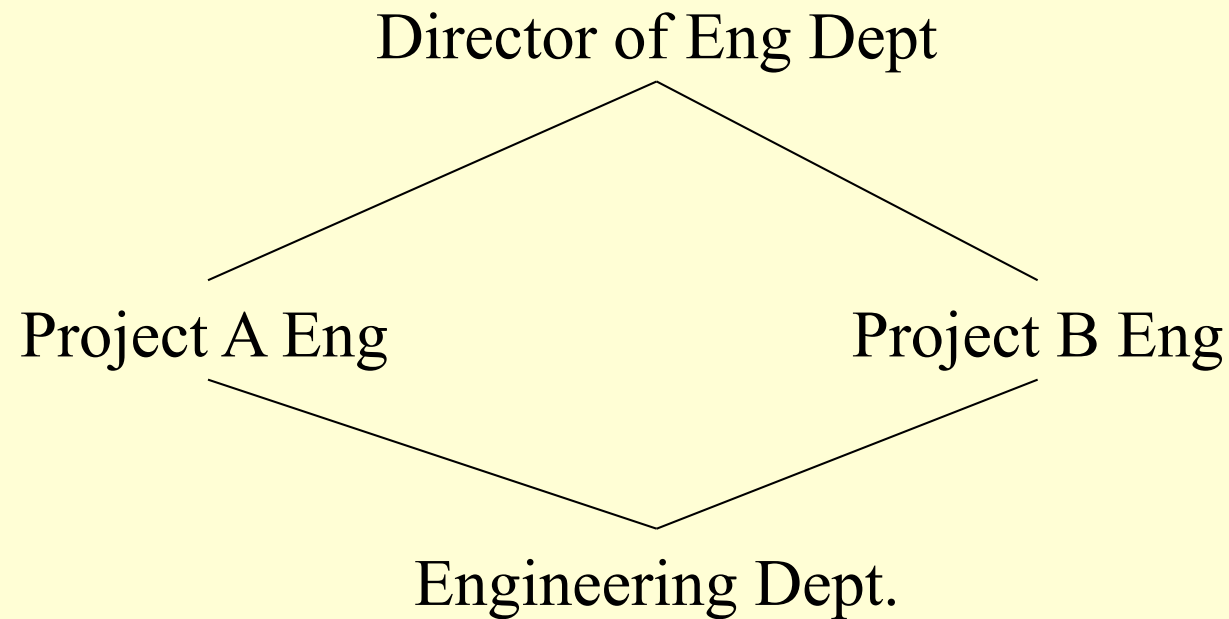 Director of Eng Dept
Project A Eng
Project B Eng
Engineering Dept.